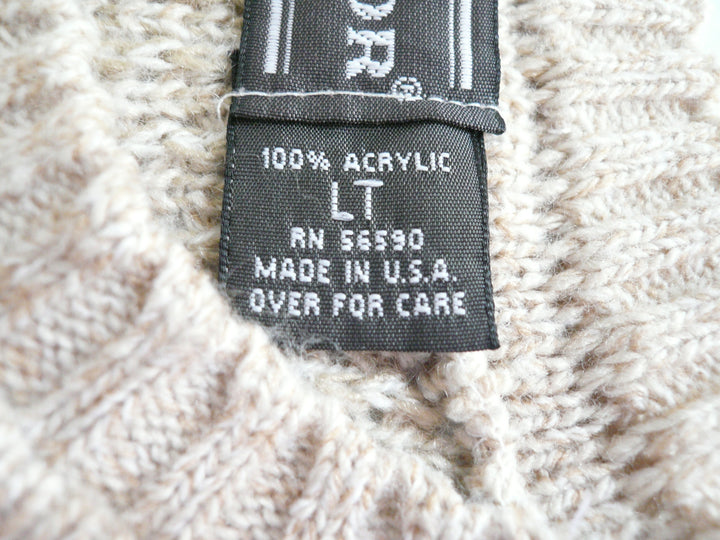 100% ACRYLIC
LT
RN 56590
MADE IN U.S.A.
OVER FOR CARE